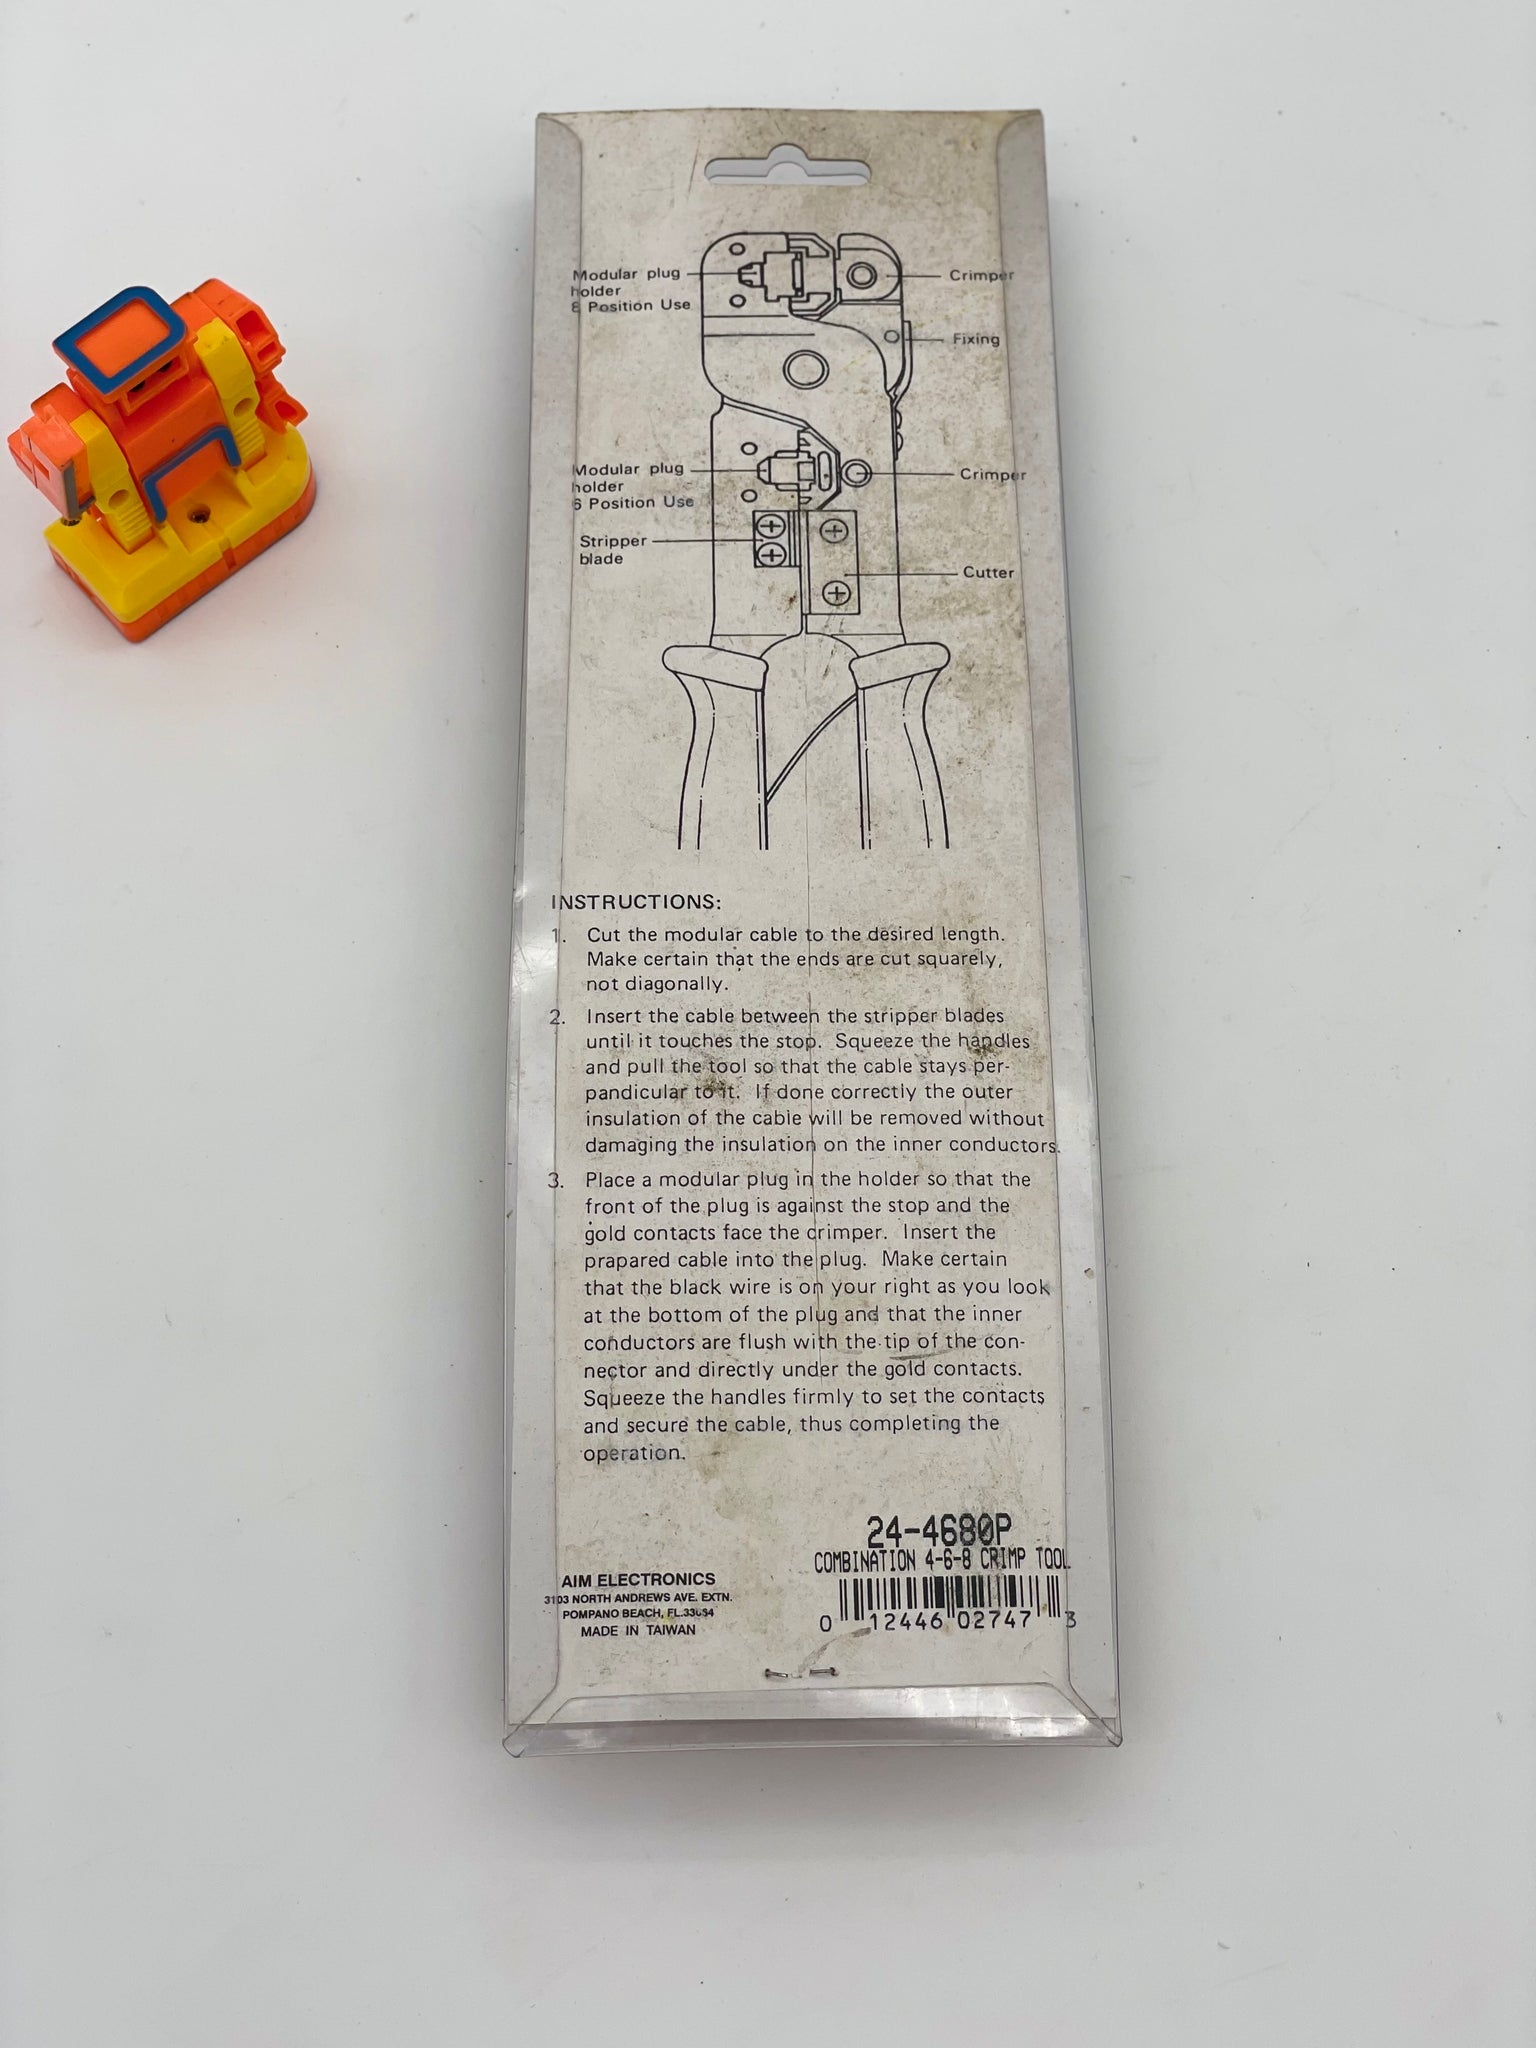 Modular plug
holder
8 Position Use
Crimper
Fixing
Modular plug
holder
6 Position Use
Crimper
Stripper
blade
Cutter
INSTRUCTIONS:
1. Cut the modular cable to the desired length.
Make certain that the ends are cut squarely,
not diagonally.
2. Insert the cable between the stripper blades
until it touches the stop. Squeeze the handles
and pull the tool so that the cable stays per-
pandicular to it. If done correctly the outer
insulation of the cable will be removed without
damaging the insulation on the inner conductors.
3. Place a modular plug in the holder so that the
front of the plug is against the stop and the
gold contacts face the crimper. Insert the
prapared cable into the plug. Make certain
that the black wire is on your right as you look
at the bottom of the plug and that the inner
conductors are flush with the tip of the con-
nector and directly under the gold contacts.
Squeeze the handles firmly to set the contacts
and secure the cable, thus completing the
operation.
24-4680P
COMBINATION 4-6-8 CRIMP TOOL
0 12446 02747 3
AIM ELECTRONICS
3103 NORTH ANDREWS AVE. EXTN.
POMPANO BEACH, FL.
MADE IN TAIWAN